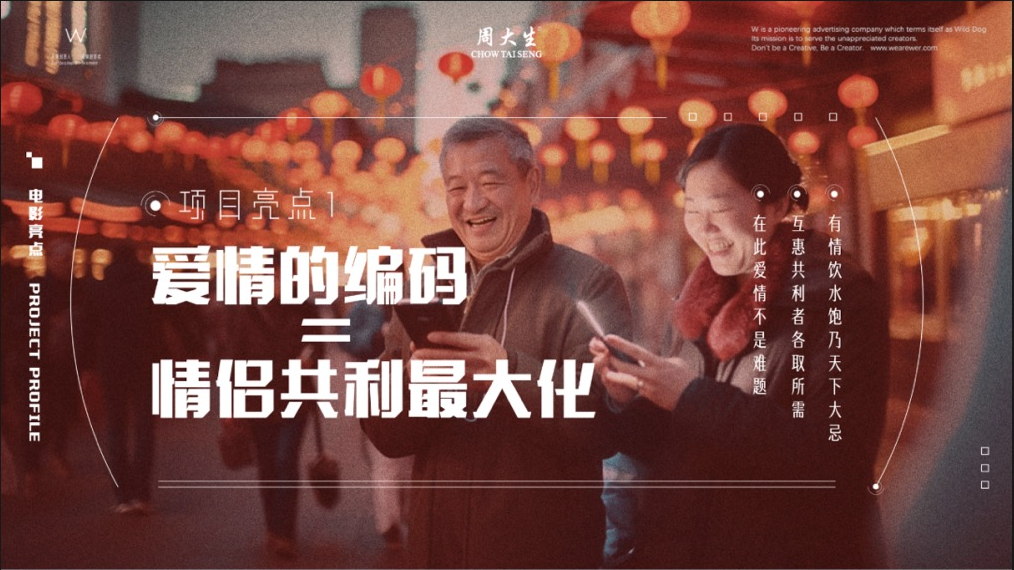 W
周大生
CHOW TAI SENG
W is a pioneering advertising company which terms itself as Wild Dog
Its mission is to serve the unappreciated creators.
Don't be a Creative, Be a Creator. www.wearewer.com
电影亮点 PROJECT PROFILE
项目亮点1
爱情的编码
=
情侣共利最大化
有情饮水饱乃天下大忌
互惠共利者各取所需
在此爱情不是难题